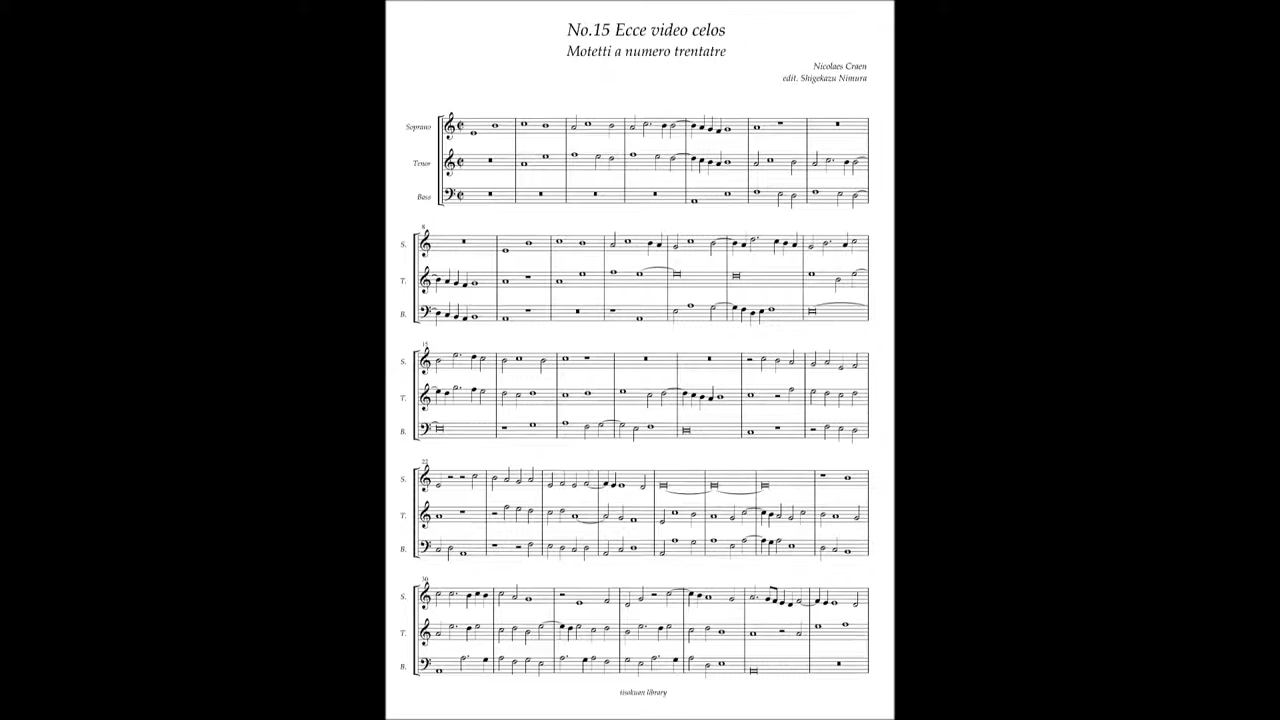 No.15 Ecce video celos
Motetti a numero trentatre
Nicolaes Craen
edit. Shigekazu Nimura
Soprano
Tenor
Bass
8
S.
T.
B.
15
S.
T.
B.
22
S.
T.
B.
30
S.
T.
B.
tisokuan library